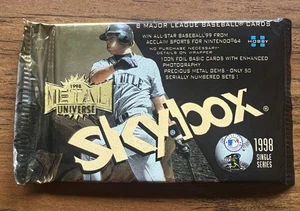 8 MAJOR LEAGUE BASEBALL® CARDS
WIN ALL-STAR BASEBALL '99 FROM
ACCLAIM SPORTS FOR NINTENDO®64
NO PURCHASE NECESSARY-
DETAILS ON WRAPPER
100% FOIL BASIC CARDS WITH ENHANCED
PHOTOGRAPHY
PRECIOUS METAL GEMS - ONLY 50
SERIALLY NUMBERED SETS!
HOBBY
1998
METAL
UNIVERSE
skybox®
1998
SINGLE
SERIES